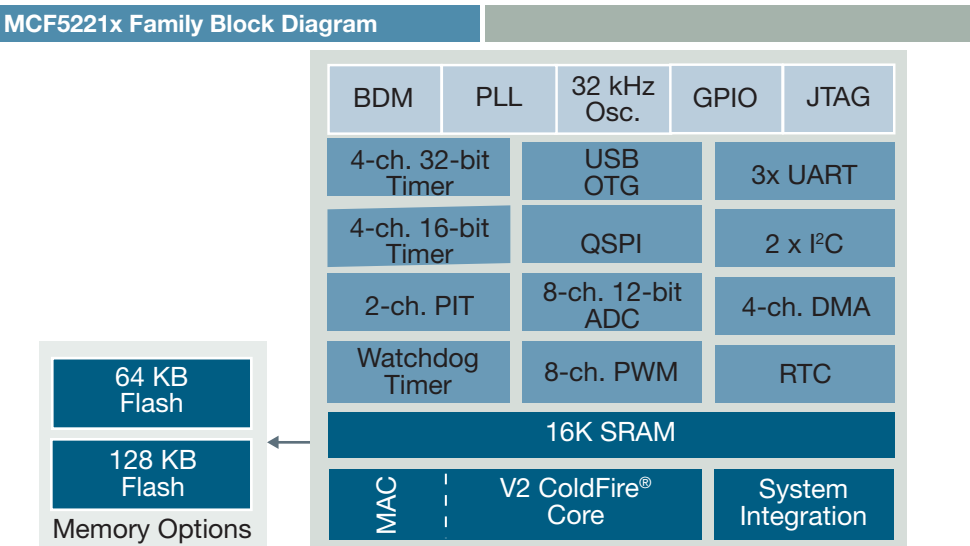 MCF5221x Family Block Diagram
BDM
PLL
32 kHz
Osc.
GPIO
JTAG
4-ch. 32-bit
Timer
USB
OTG
3x UART
4-ch. 16-bit
Timer
QSPI
2 x I²C
2-ch. PIT
8-ch. 12-bit
ADC
4-ch. DMA
Watchdog
Timer
8-ch. PWM
RTC
16K SRAM
MAC
V2 ColdFire®
Core
System
Integration
64 KB
Flash
128 KB
Flash
Memory Options